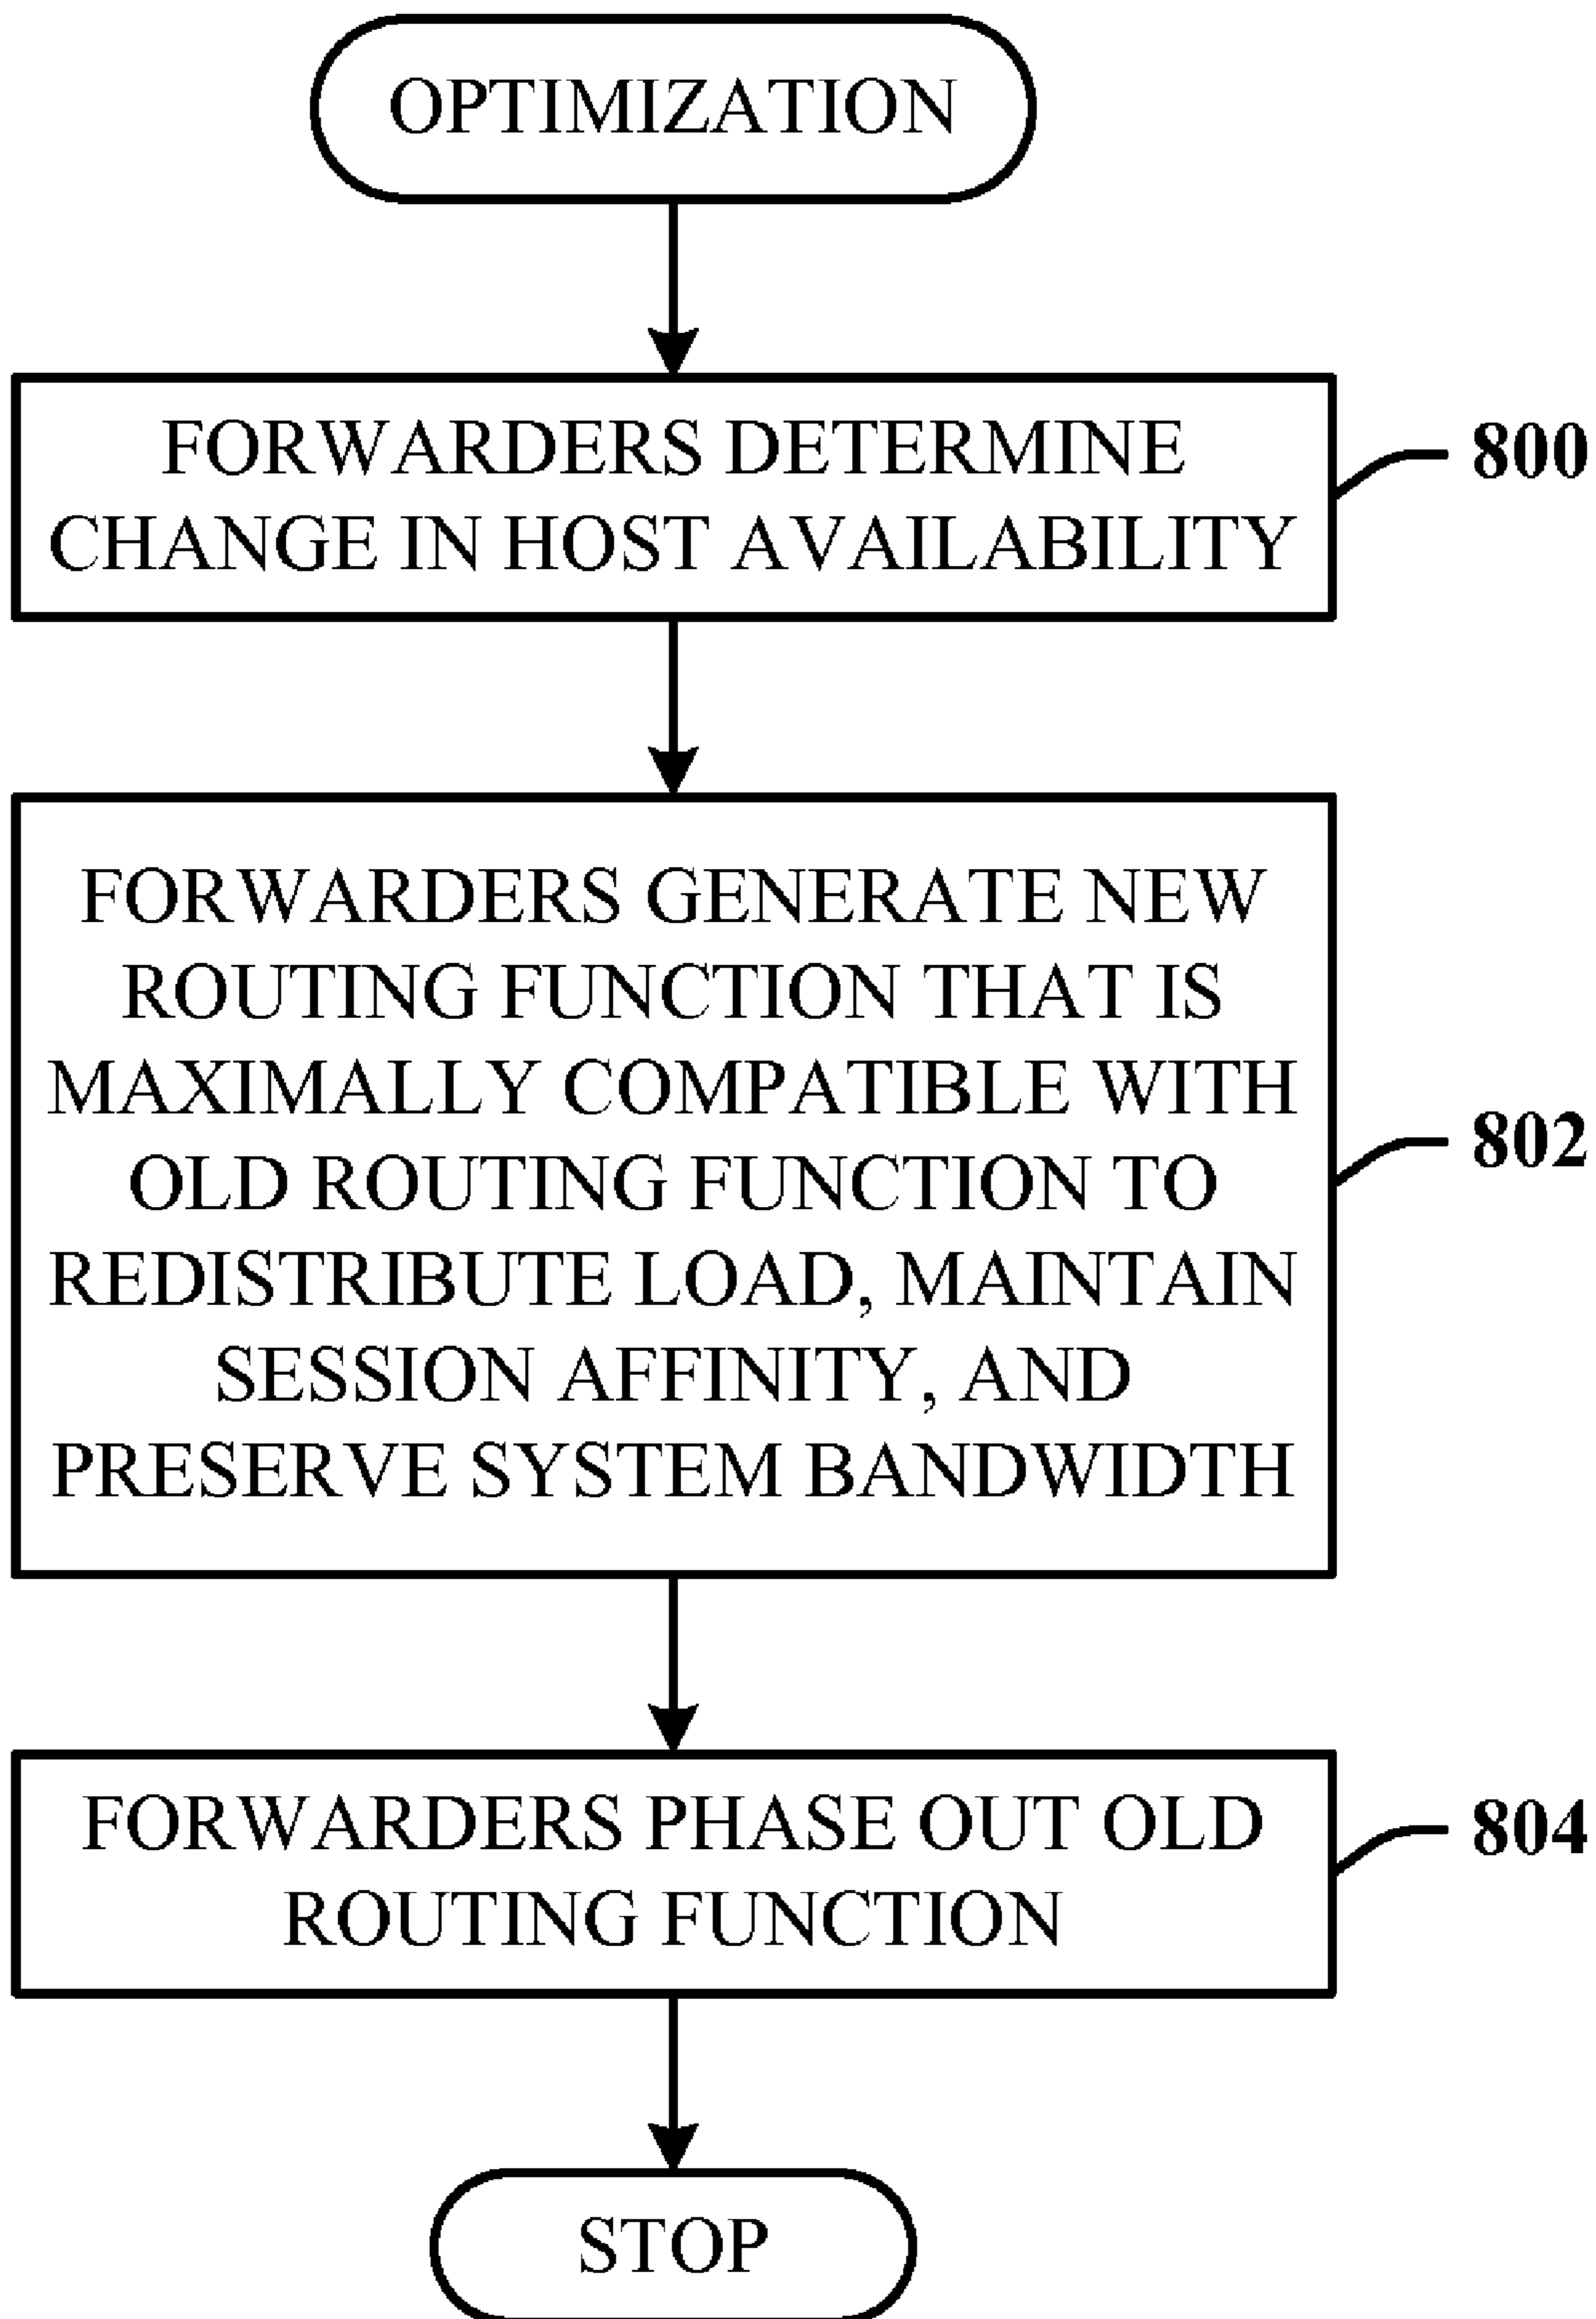 OPTIMIZATION
FORWARDERS DETERMINE
CHANGE IN HOST AVAILABILITY
800
FORWARDERS GENERATE NEW
ROUTING FUNCTION THAT IS
MAXIMALLY COMPATIBLE WITH
OLD ROUTING FUNCTION TO
REDISTRIBUTE LOAD, MAINTAIN
SESSION AFFINITY, AND
PRESERVE SYSTEM BANDWIDTH
802
FORWARDERS PHASE OUT OLD
ROUTING FUNCTION
804
STOP